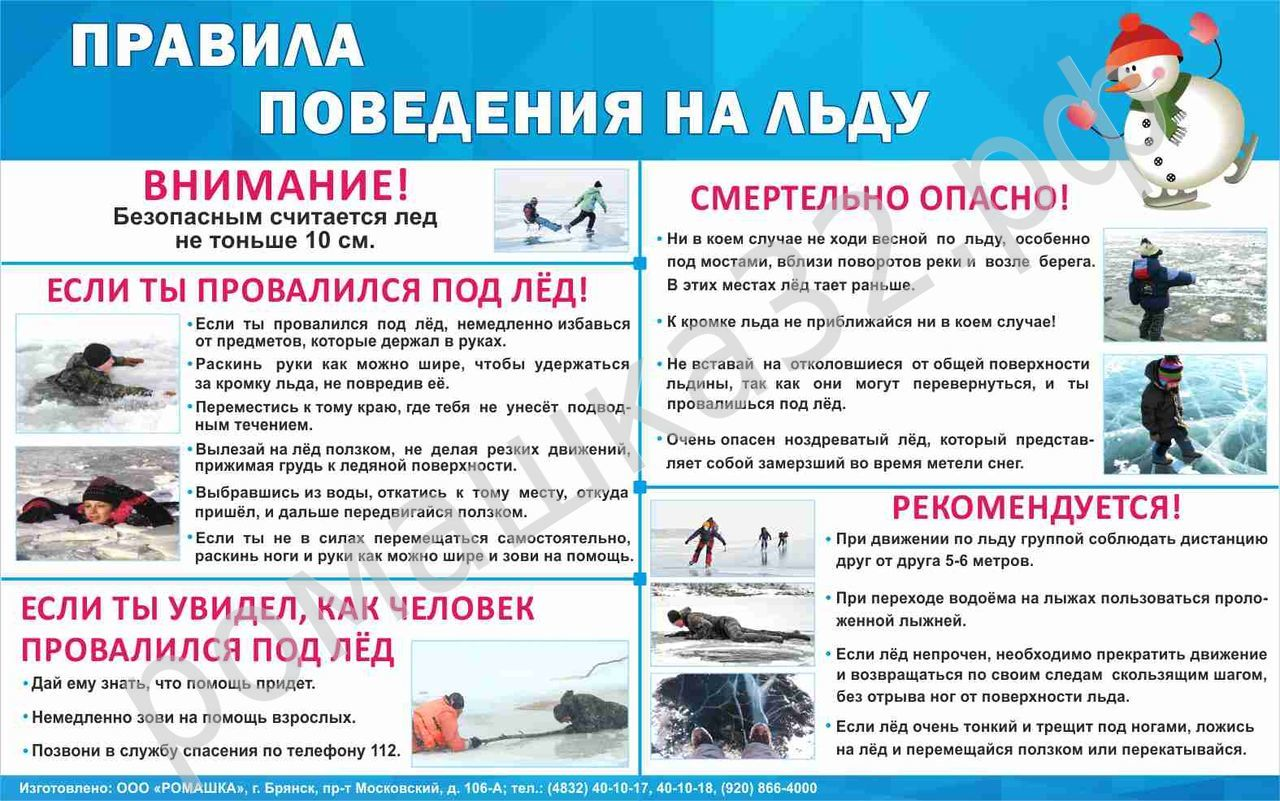 ПРАВИЛА
ПОВЕДЕНИЯ НА ЛЬДУ
ВНИМАНИЕ!
Безопасным считается лед
не тоньше 10 см.
ЕСЛИ ТЫ ПРОВАЛИЛСЯ ПОД ЛЁД!
• Если ты провалился под лёд, немедленно избавься
от предметов, которые держал в руках.
• Раскинь руки как можно шире, чтобы удержаться
за кромку льда, не повредив её.
• Переместись к тому краю, где тебя не унесёт подвод-
ным течением.
• Вылезай на лёд ползком, не делая резких движений,
прижимая грудь к ледяной поверхности.
• Выбравшись из воды, откатись к тому месту, откуда
пришёл, и дальше передвигайся ползком.
• Если ты не в силах перемещаться самостоятельно,
раскинь ноги и руки как можно шире и зови на помощь.
ЕСЛИ ТЫ УВИДЕЛ, КАК ЧЕЛОВЕК
ПРОВАЛИЛСЯ ПОД ЛЁД
• Дай ему знать, что помощь придет.
• Немедленно зови на помощь взрослых.
• Позвони в службу спасения по телефону 112.
СМЕРТЕЛЬНО ОПАСНО!
• Ни в коем случае не ходи весной по льду, особенно
под мостами, вблизи поворотов реки и возле берега.
В этих местах лёд тает раньше.
• К кромке льда не приближайся ни в коем случае!
• Не вставай на отколовшиеся от общей поверхности
льдины, так как они могут перевернуться, и ты
провалишься под лёд.
• Очень опасен ноздреватый лёд, который представ-
ляет собой замерзший во время метели снег.
РЕКОМЕНДУЕТСЯ!
• При движении по льду группой соблюдать дистанцию
друг от друга 5-6 метров.
• При переходе водоёма на лыжах пользоваться проло-
женной лыжней.
• Если лёд непрочен, необходимо прекратить движение
и возвращаться по своим следам скользящим шагом,
без отрыва ног от поверхности льда.
• Если лёд очень тонкий и трещит под ногами, ложись
на лёд и перемещайся ползком или перекатывайся.
Изготовлено: ООО «РОМАШКА», г. Брянск, пр-т Московский, д. 106-А; тел.: (4832) 40-10-17, 40-10-18, (920) 866-4000
ромашка32.рф